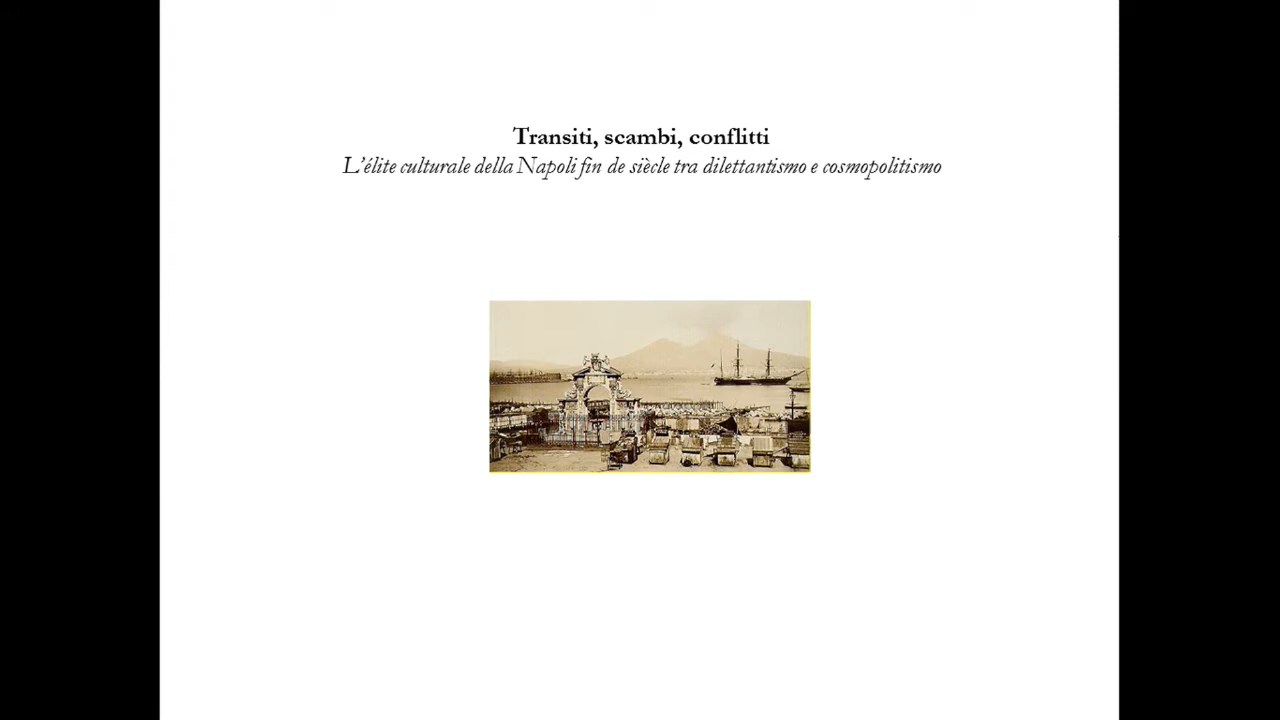 Transiti, scambi, conflitti
L’élite culturale della Napoli fin de siècle tra dilettantismo e cosmopolitismo